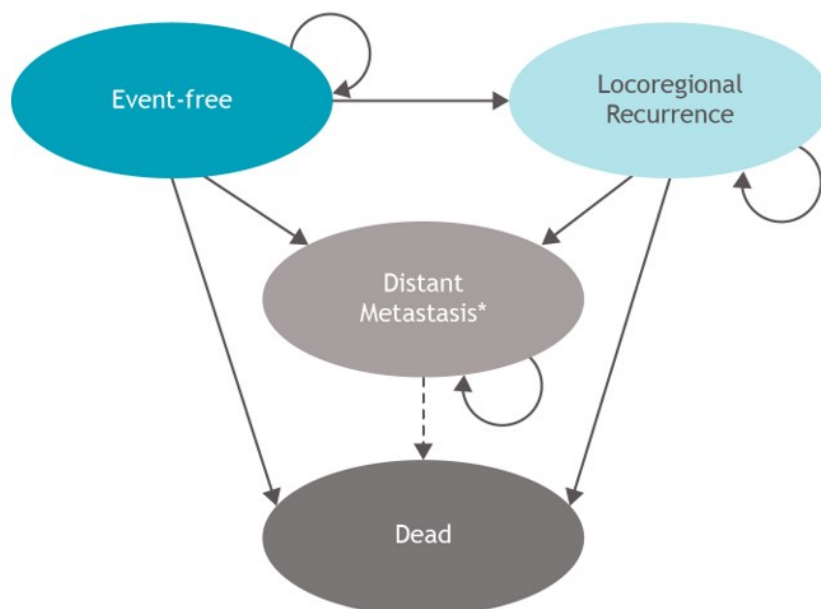 Event-free
Locoregional
Recurrence
Distant
Metastasis*
Dead